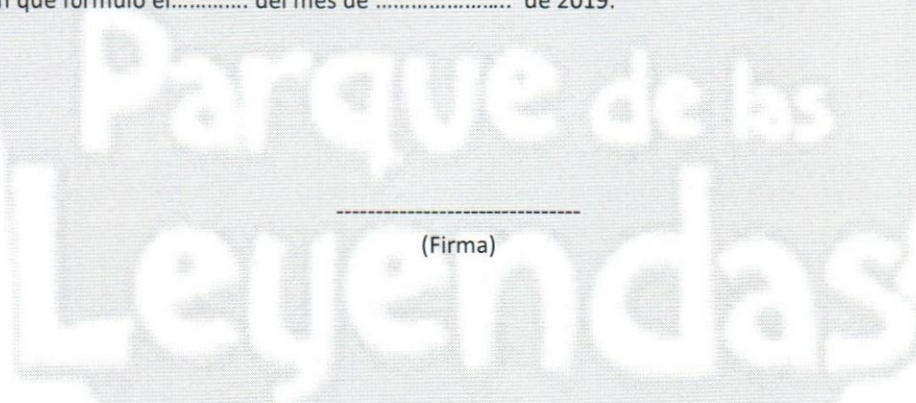 que formulo el............. del mes de ....................... de 2019.
Parque de las
Leyendas
-------------------------------
(Firma)